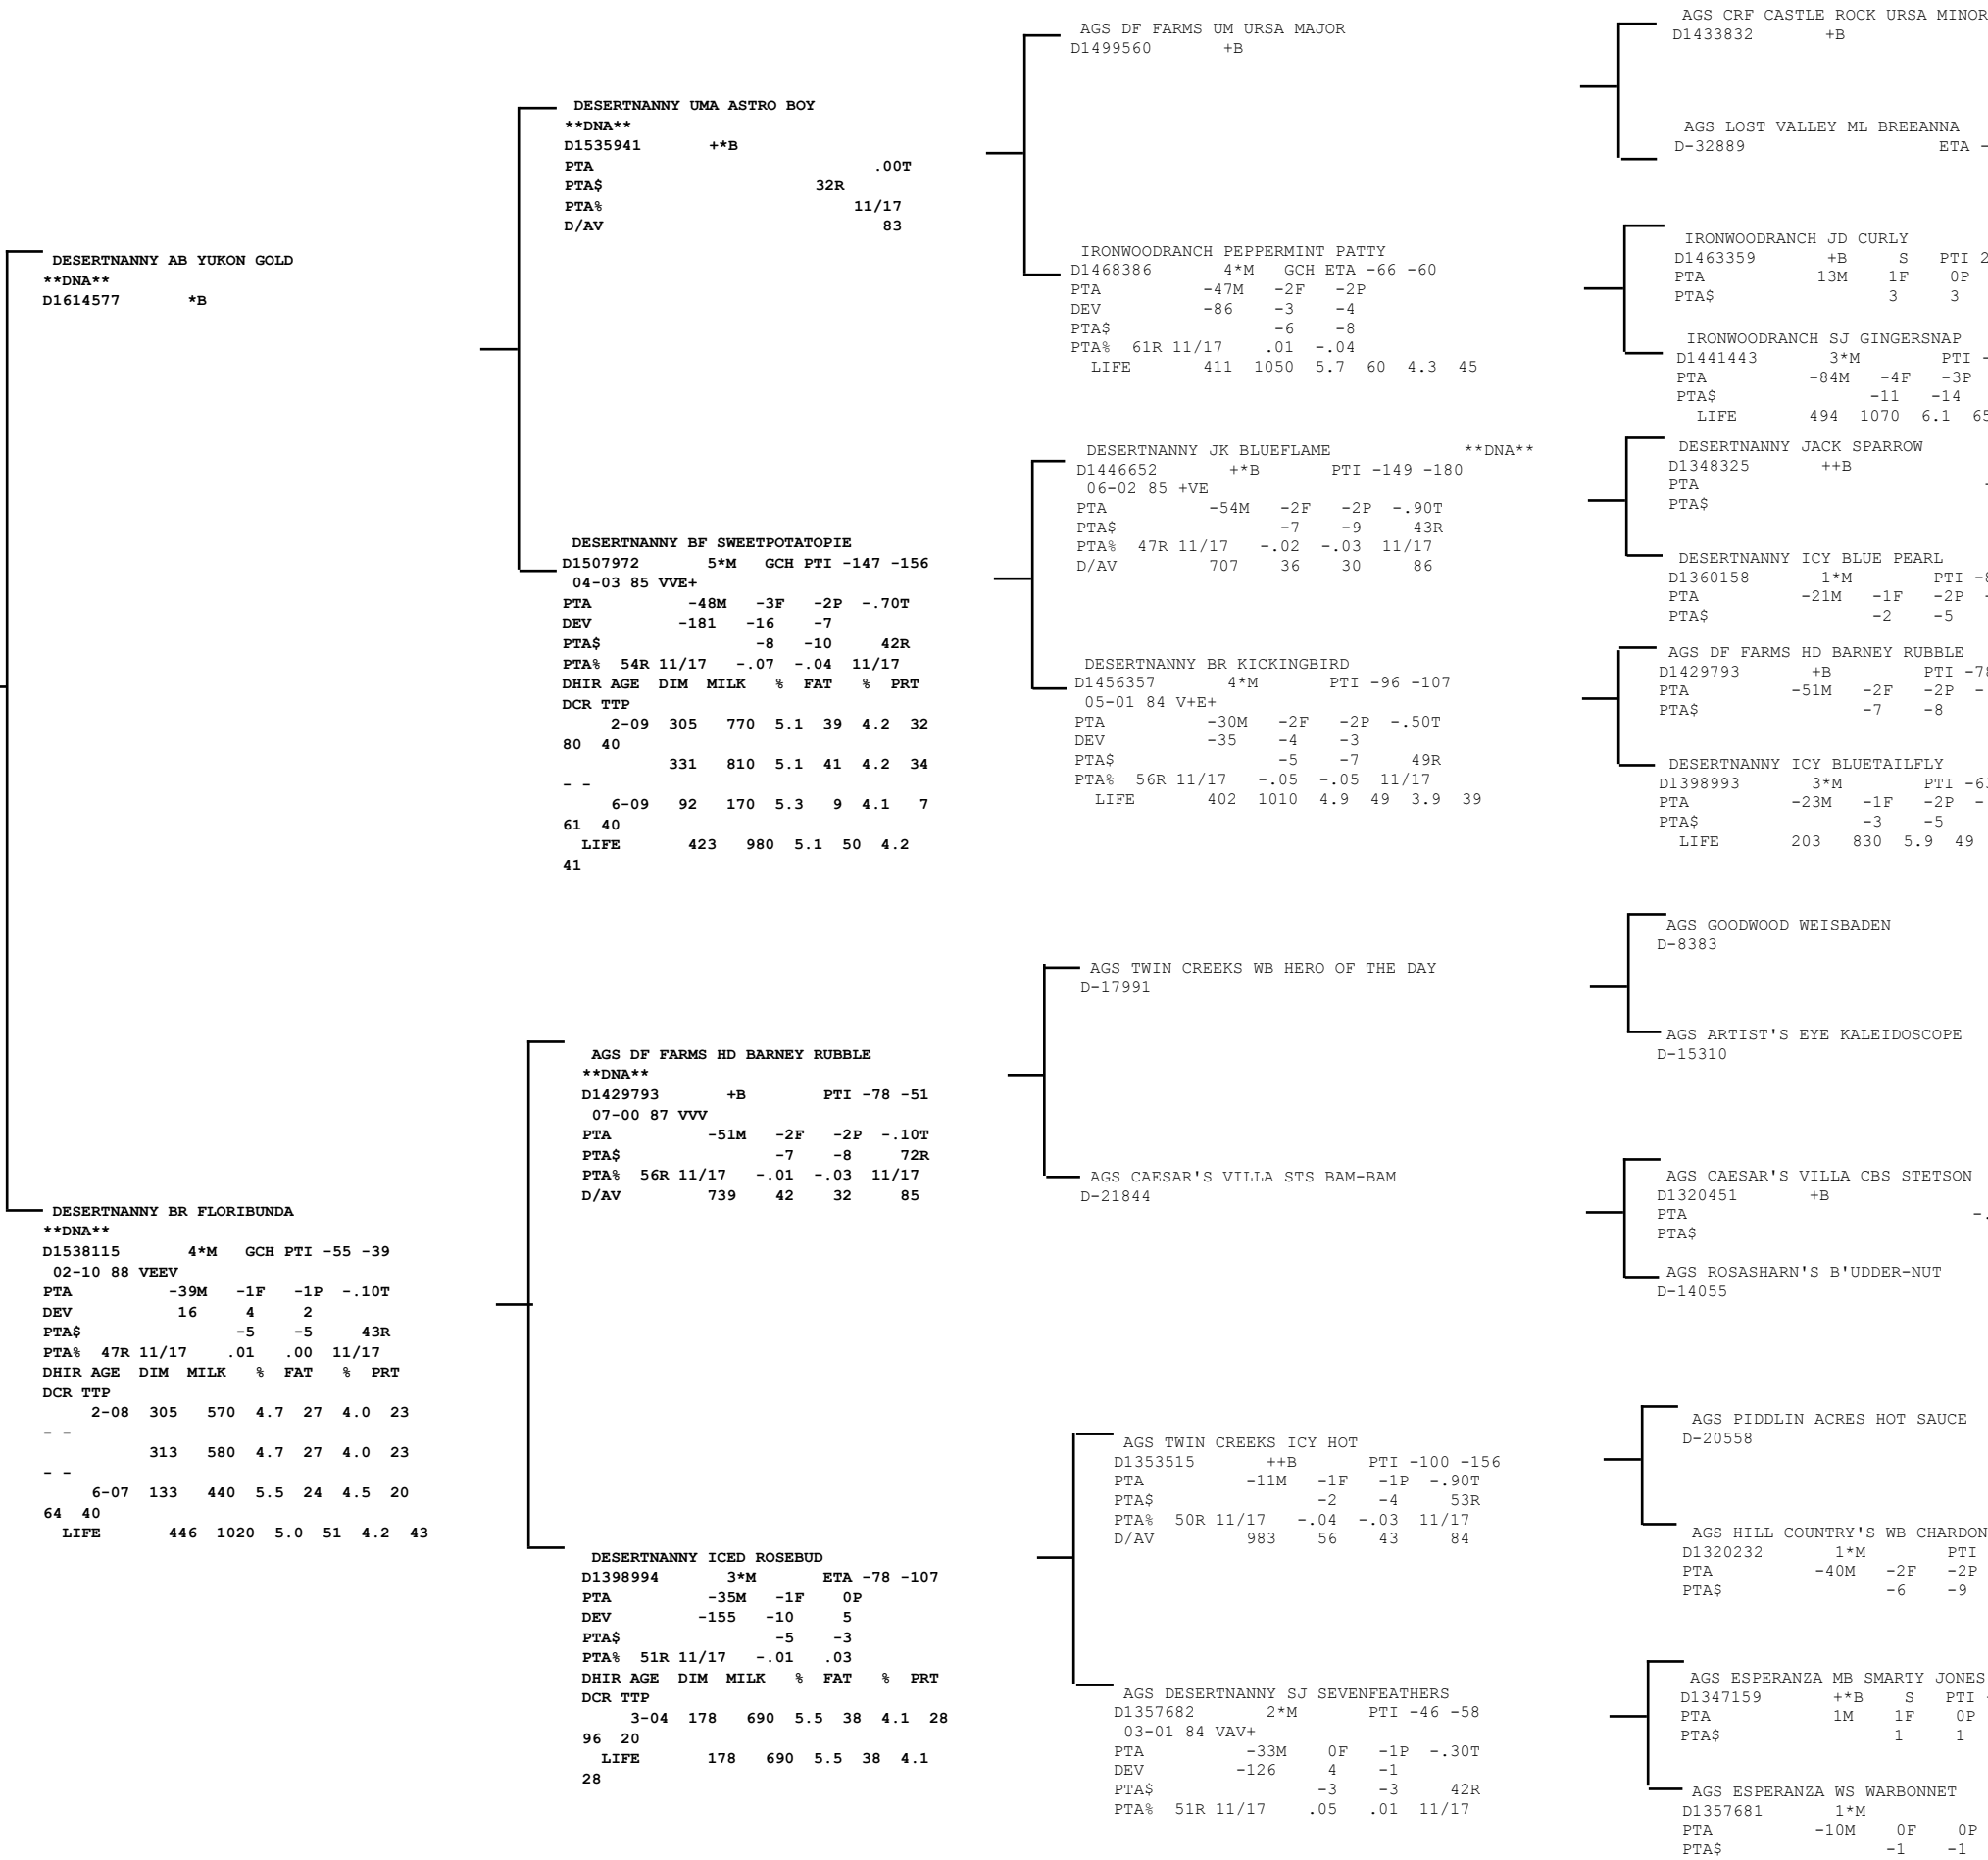 DESERTNANNY AB YUKON GOLD
**DNA**
D1614577 *B
DESERTNANNY BR FLORIBUNDA
**DNA**
D1538115 4*M GCH PTI -55 -39
02-10 88 VEEV
PTA -39M -1F -1P -.10T
DEV 16 4 2
PTA$ -5 -5 43R
PTA% 47R 11/17 .01 .00 11/17
DHIR AGE DIM MILK % FAT % PRT
DCR TTP
2-08 305 570 4.7 27 4.0 23
- -
313 580 4.7 27 4.0 23
- -
6-07 133 440 5.5 24 4.5 20
64 40
LIFE 446 1020 5.0 51 4.2 43
DESERTNANNY UMA ASTRO BOY
**DNA**
D1535941 +*B
PTA .00T
PTA$ 32R
PTA% 11/17
D/AV 83
DESERTNANNY BF SWEETPOTATOPIE
D1507972 5*M GCH PTI -147 -156
04-03 85 VVE+
PTA -48M -3F -2P -.70T
DEV -181 -16 -7
PTA$ -8 -10 42R
PTA% 54R 11/17 -.07 -.04 11/17
DHIR AGE DIM MILK % FAT % PRT
DCR TTP
2-09 305 770 5.1 39 4.2 32
80 40
331 810 5.1 41 4.2 34
- -
6-09 92 170 5.3 9 4.1 7
61 40
LIFE 423 980 5.1 50 4.2
41
AGS DF FARMS HD BARNEY RUBBLE
**DNA**
D1429793 +B PTI -78 -51
07-00 87 VVV
PTA -51M -2F -2P -.10T
PTA$ -7 -8 72R
PTA% 56R 11/17 -.01 -.03 11/17
D/AV 739 42 32 85
DESERTNANNY ICED ROSEBUD
D1398994 3*M ETA -78 -107
PTA -35M -1F 0P
DEV -155 -10 5
PTA$ -5 -3
PTA% 51R 11/17 -.01 .03
DHIR AGE DIM MILK % FAT % PRT
DCR TTP
3-04 178 690 5.5 38 4.1 28
96 20
LIFE 178 690 5.5 38 4.1
28
AGS DF FARMS UM URSA MAJOR
D1499560 +B
IRONWOODRANCH PEPPERMINT PATTY
D1468386 4*M GCH ETA -66 -60
PTA -47M -2F -2P
DEV -86 -3 -4
PTA$ -6 -8
PTA% 61R 11/17 .01 -.04
LIFE 411 1050 5.7 60 4.3 45
DESERTNANNY JK BLUEFLAME **DNA**
D1446652 +*B PTI -149 -180
06-02 85 +VE
PTA -54M -2F -2P -.90T
PTA$ -7 -9 43R
PTA% 47R 11/17 -.02 -.03 11/17
D/AV 707 36 30 86
DESERTNANNY BR KICKINGBIRD
D1456357 4*M PTI -96 -107
05-01 84 V+E+
PTA -30M -2F -2P -.50T
DEV -35 -4 -3
PTA$ -5 -7 49R
PTA% 56R 11/17 -.05 -.05 11/17
LIFE 402 1010 4.9 49 3.9 39
AGS TWIN CREEKS WB HERO OF THE DAY
D-17991
AGS CAESAR'S VILLA STS BAM-BAM
D-21844
AGS TWIN CREEKS ICY HOT
D1353515 ++B PTI -100 -156
PTA -11M -1F -1P -.90T
PTA$ -2 -4 53R
PTA% 50R 11/17 -.04 -.03 11/17
D/AV 983 56 43 84
AGS DESERTNANNY SJ SEVENFEATHERS
D1357682 2*M PTI -46 -58
03-01 84 VAV+
PTA -33M 0F -1P -.30T
DEV -126 4 -1
PTA$ -3 -3 42R
PTA% 51R 11/17 .05 .01 11/17
AGS CRF CASTLE ROCK URSA MINOR
D1433832 +B
AGS LOST VALLEY ML BREEANNA
D-32889 ETA -
IRONWOODRANCH JD CURLY
D1463359 +B S PTI 2
PTA 13M 1F 0P
PTA$ 3 3
IRONWOODRANCH SJ GINGERSNAP
D1441443 3*M PTI -
PTA -84M -4F -3P
PTA$ -11 -14
LIFE 494 1070 6.1 65
DESERTNANNY JACK SPARROW
D1348325 ++B
PTA -
PTA$
DESERTNANNY ICY BLUE PEARL
D1360158 1*M PTI -8
PTA -21M -1F -2P -
PTA$ -2 -5
AGS DF FARMS HD BARNEY RUBBLE
D1429793 +B PTI -78
PTA -51M -2F -2P -
PTA$ -7 -8
DESERTNANNY ICY BLUETAILFLY
D1398993 3*M PTI -63
PTA -23M -1F -2P -
PTA$ -3 -5
LIFE 203 830 5.9 49
AGS GOODWOOD WEISBADEN
D-8383
AGS ARTIST'S EYE KALEIDOSCOPE
D-15310
AGS CAESAR'S VILLA CBS STETSON
D1320451 +B
PTA -.
PTA$
AGS ROSASHARN'S B'UDDER-NUT
D-14055
AGS PIDDLIN ACRES HOT SAUCE
D-20558
AGS HILL COUNTRY'S WB CHARDON
D1320232 1*M PTI
PTA -40M -2F -2P
PTA$ -6 -9
AGS ESPERANZA MB SMARTY JONES
D1347159 +*B S PTI -
PTA 1M 1F 0P
PTA$ 1 1
AGS ESPERANZA WS WARBONNET
D1357681 1*M
PTA -10M 0F 0P
PTA$ -1 -1